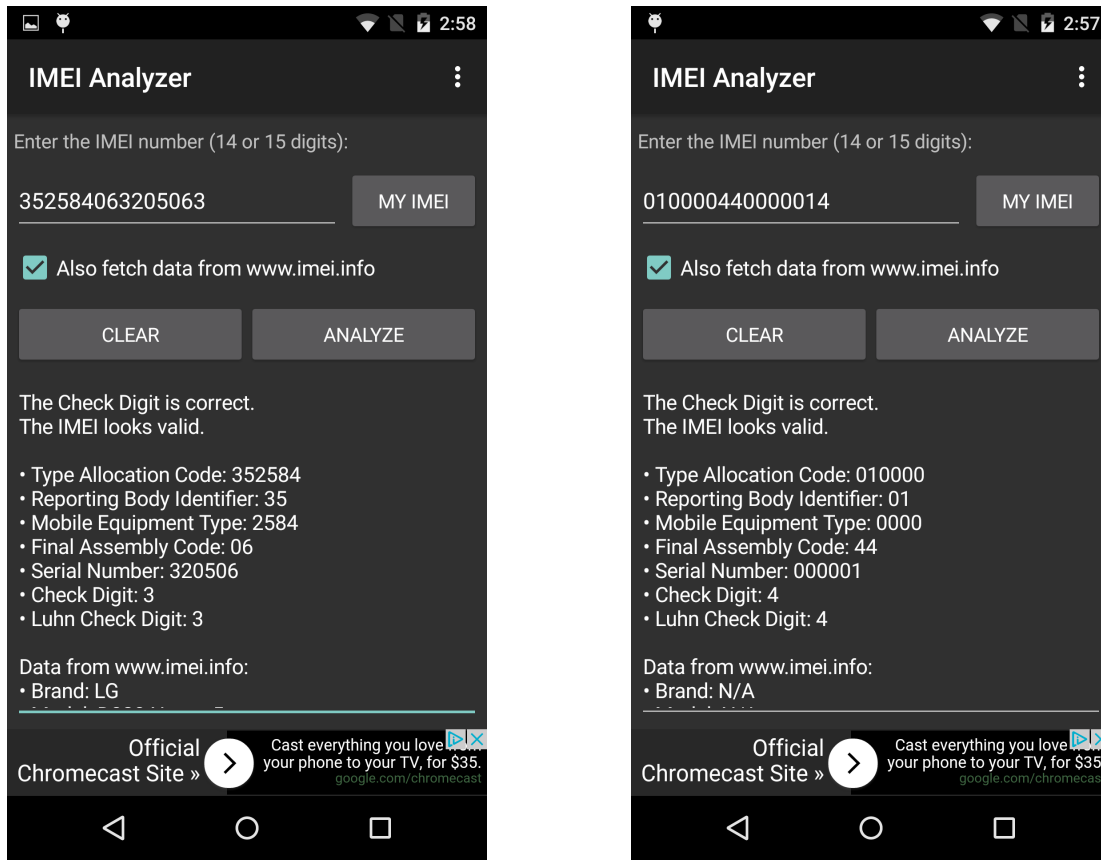 2:58
IMEI Analyzer
Enter the IMEI number (14 or 15 digits):
352584063205063
MY IMEI
Also fetch data from www.imei.info
CLEAR
ANALYZE
The Check Digit is correct.
The IMEI looks valid.
• Type Allocation Code: 352584
• Reporting Body Identifier: 35
• Mobile Equipment Type: 2584
• Final Assembly Code: 06
• Serial Number: 320506
• Check Digit: 3
• Luhn Check Digit: 3
Data from www.imei.info:
• Brand: LG
Official
Chromecast Site »
Cast everything you love from
your phone to your TV, for $35.
google.com/chromecast
2:57
IMEI Analyzer
Enter the IMEI number (14 or 15 digits):
010000440000014
MY IMEI
Also fetch data from www.imei.info
CLEAR
ANALYZE
The Check Digit is correct.
The IMEI looks valid.
• Type Allocation Code: 010000
• Reporting Body Identifier: 01
• Mobile Equipment Type: 0000
• Final Assembly Code: 44
• Serial Number: 000001
• Check Digit: 4
• Luhn Check Digit: 4
Data from www.imei.info:
• Brand: N/A
Official
Chromecast Site »
Cast everything you love from
your phone to your TV, for $35
google.com/chromecas